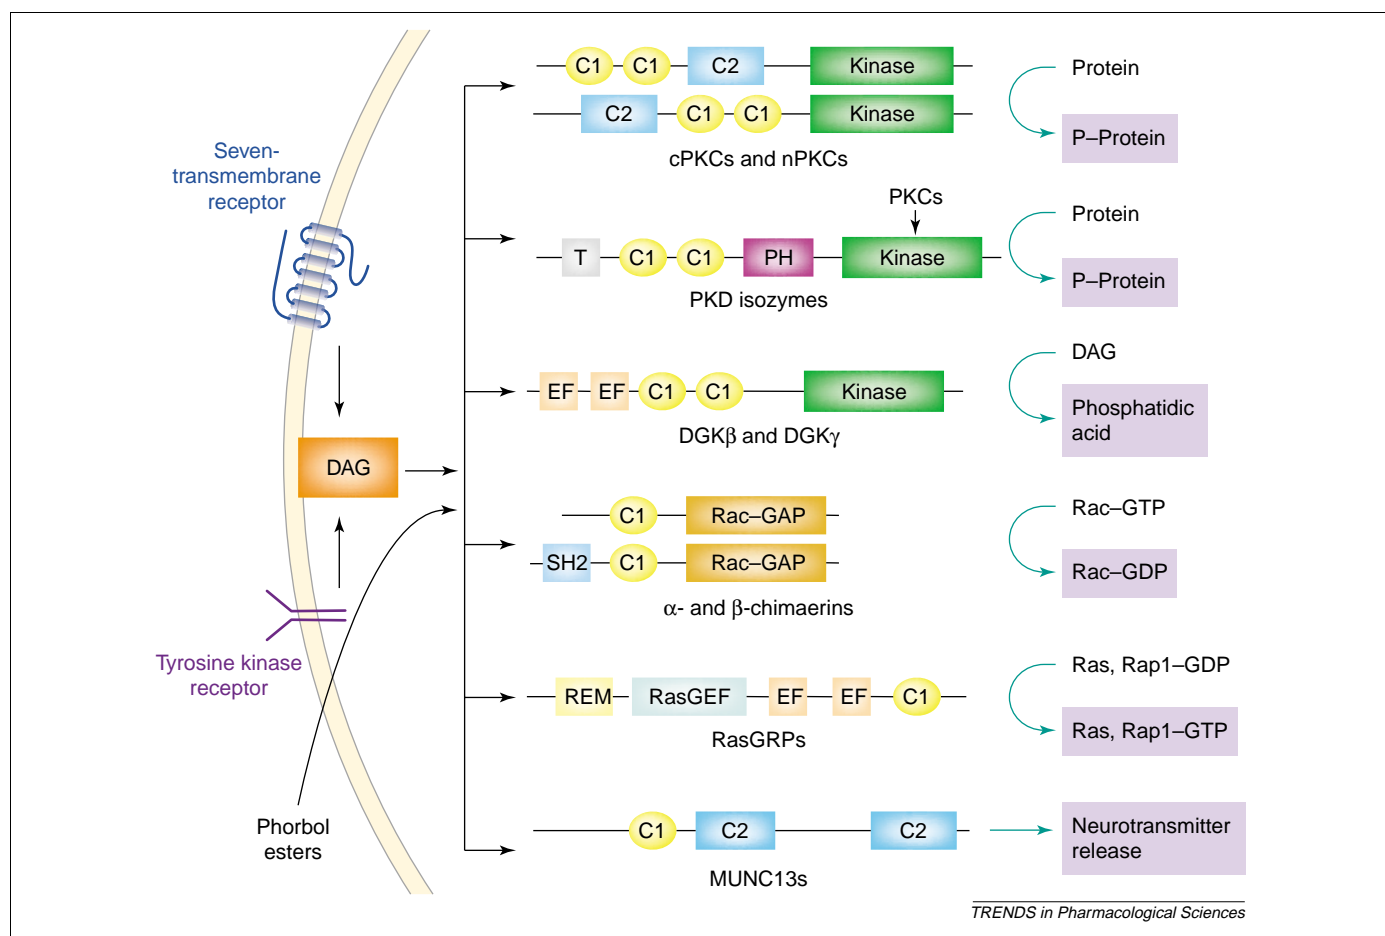 Seven-
transmembrane
receptor
DAG
Tyrosine kinase
receptor
Phorbol
esters
C1 C1 C2 Kinase
C2 C1 C1 Kinase
cPKCs and nPKCs
Protein
P–Protein
PKCs
T C1 C1 PH Kinase
PKD isozymes
Protein
P–Protein
EF EF C1 C1 Kinase
DGKβ and DGKγ
DAG
Phosphatidic
acid
C1 Rac–GAP
SH2 C1 Rac–GAP
α- and β-chimaerins
Rac–GTP
Rac–GDP
REM RasGEF EF EF C1
RasGRPs
Ras, Rap1–GDP
Ras, Rap1–GTP
C1 C2 C2
MUNC13s
Neurotransmitter
release
TRENDS in Pharmacological Sciences